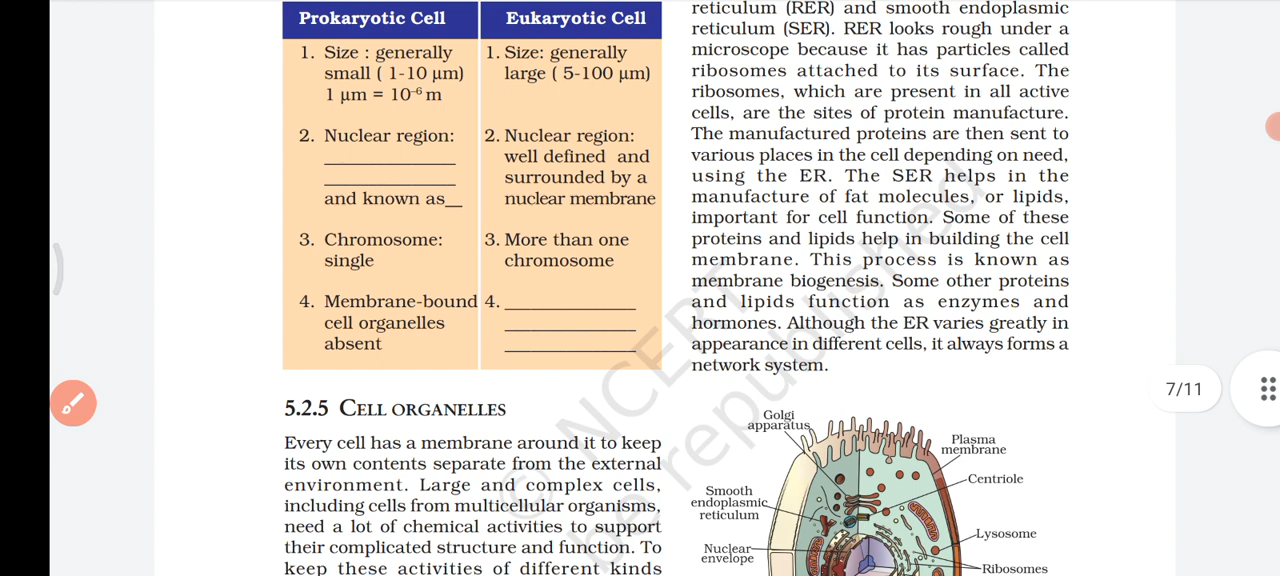 Prokaryotic Cell
Eukaryotic Cell
1. Size : generally
small ( 1-10 µm)
1 µm = 10⁻⁶ m
1. Size: generally
large ( 5-100 µm)
2. Nuclear region:
_______________
_______________
and known as__
2. Nuclear region:
well defined and
surrounded by a
nuclear membrane
3. Chromosome:
single
3. More than one
chromosome
4. Membrane-bound
cell organelles
absent
4. _______________
_______________
_______________
5.2.5 CELL ORGANELLES
Every cell has a membrane around it to keep
its own contents separate from the external
environment. Large and complex cells,
including cells from multicellular organisms,
need a lot of chemical activities to support
their complicated structure and function. To
keep these activities of different kinds
reticulum (RER) and smooth endoplasmic
reticulum (SER). RER looks rough under a
microscope because it has particles called
ribosomes attached to its surface. The
ribosomes, which are present in all active
cells, are the sites of protein manufacture.
The manufactured proteins are then sent to
various places in the cell depending on need,
using the ER. The SER helps in the
manufacture of fat molecules, or lipids,
important for cell function. Some of these
proteins and lipids help in building the cell
membrane. This process is known as
membrane biogenesis. Some other proteins
and lipids function as enzymes and
hormones. Although the ER varies greatly in
appearance in different cells, it always forms a
network system.
Golgi
apparatus
Plasma
membrane
Centriole
Smooth
endoplasmic
reticulum
Lysosome
Nuclear
envelope
Ribosomes
© NCERT
be republished
7/11